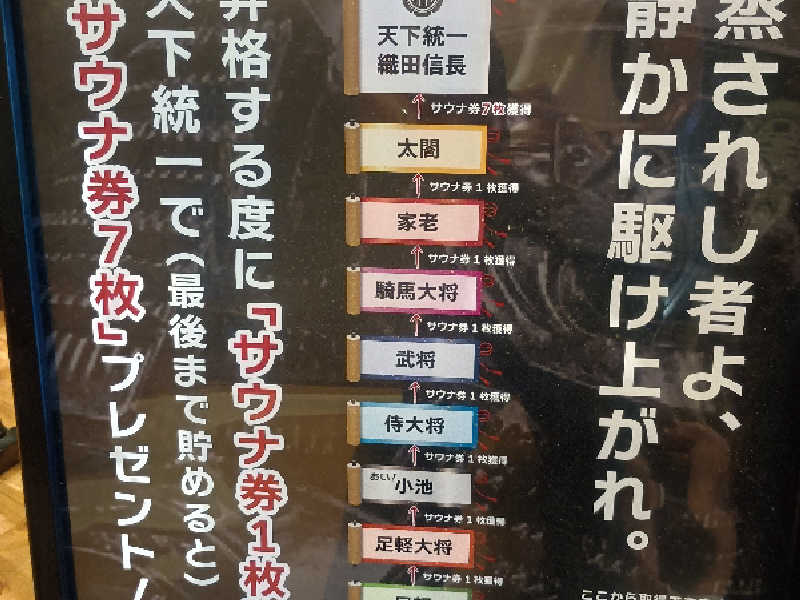 蒸されし者よ、
静かに駆け上がれ。
天下統一
織田信長
サウナ券7枚獲得
太閤
サウナ券1枚獲得
家老
サウナ券1枚獲得
騎馬大将
サウナ券1枚獲得
武将
サウナ券1枚獲得
侍大将
サウナ券1枚獲得
小池
サウナ券1枚獲得
足軽大将
サウナ券1枚獲得
ここから
昇格する度に『サウナ券1枚
天下統一で(最後まで貯めると)
サウナ券7枚』プレゼント!